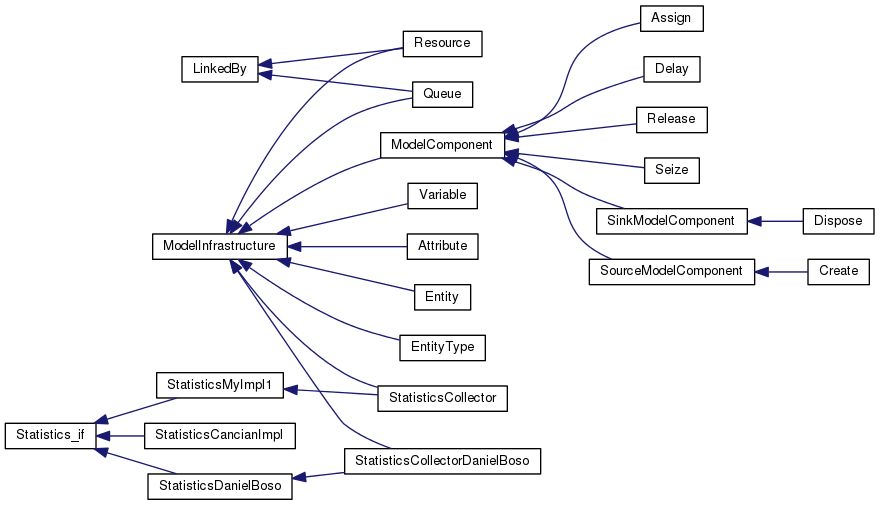 Assign
Resource
LinkedBy
Delay
Queue
Release
ModelComponent
Seize
Variable
SinkModelComponent
Dispose
ModelInfrastructure
Attribute
SourceModelComponent
Create
Entity
EntityType
StatisticsMyImpl1
StatisticsCollector
Statistics_if
StatisticsCancianImpl
StatisticsCollectorDanielBoso
StatisticsDanielBoso